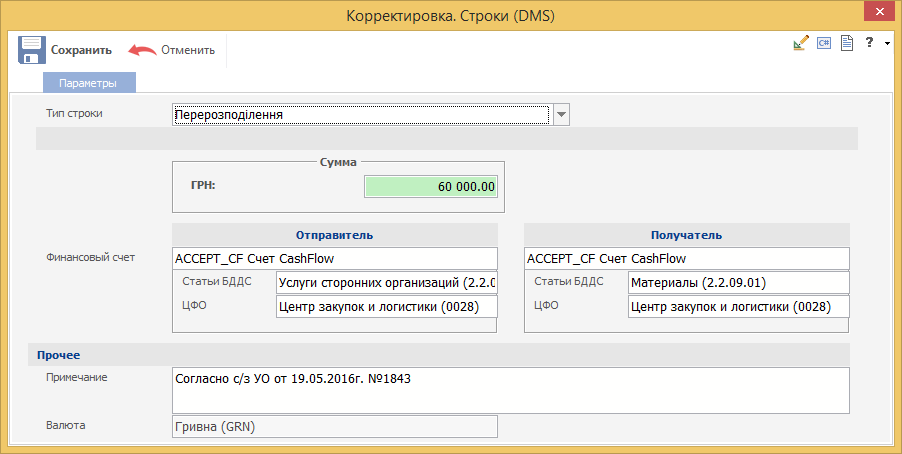 Корректировка. Строки (DMS)
Сохранить Отменить C# ?
Параметры
Тип строки Перерозподілення
Сумма
ГРН: 60 000.00
Отправитель Получатель
Финансовый счет ACCEPT_CF Счет CashFlow ACCEPT_CF Счет CashFlow
Статьи БДДС Услуги сторонних организаций (2.2.0 Статьи БДДС Материалы (2.2.09.01)
ЦФО Центр закупок и логистики (0028) ЦФО Центр закупок и логистики (0028)
Прочее
Примечание Согласно с/з УО от 19.05.2016г. №1843
Валюта Гривна (GRN)